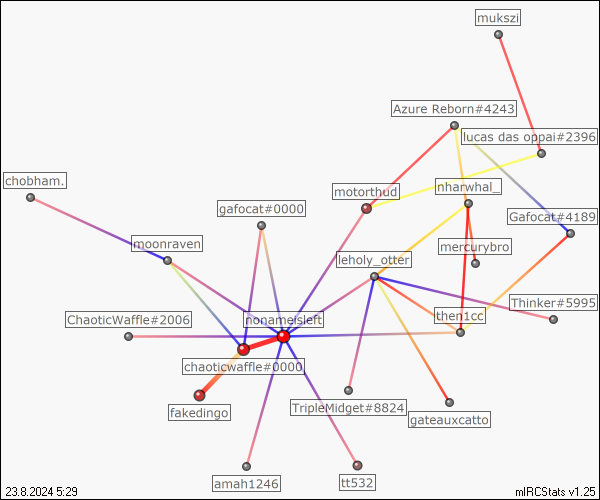 mukszi
Azure Reborn#4243
lucas das oppai#2396
chobham.
motorthud
nharwhal_
gafocat#0000
Gafocat#4189
moonraven
mercurybro
leholy_otter
Thinker#5995
ChaoticWaffle#2006
nonameisleft
then1cc
chaoticwaffle#0000
fakedingo
TripleMidget#8824
gateauxcatto
amah1246
tt532
23.8.2024 5:29
mIRCStats v1.25